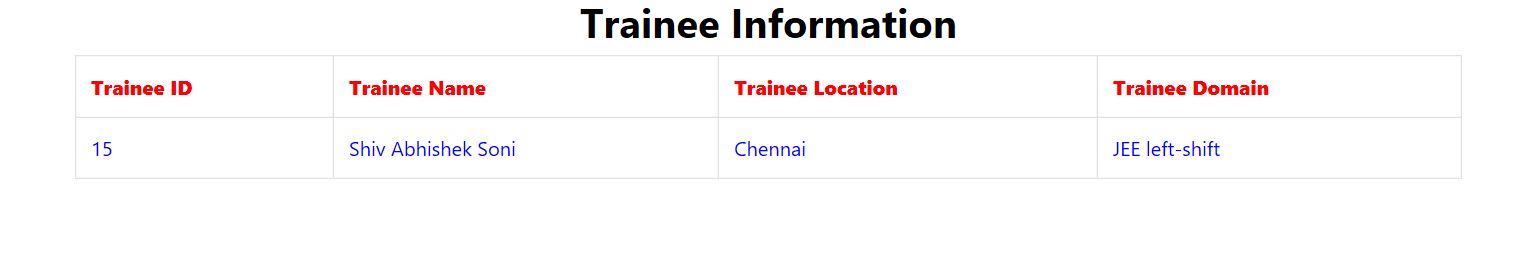 Trainee Information
Trainee ID Trainee Name Trainee Location Trainee Domain
15 Shiv Abhishek Soni Chennai JEE left-shift